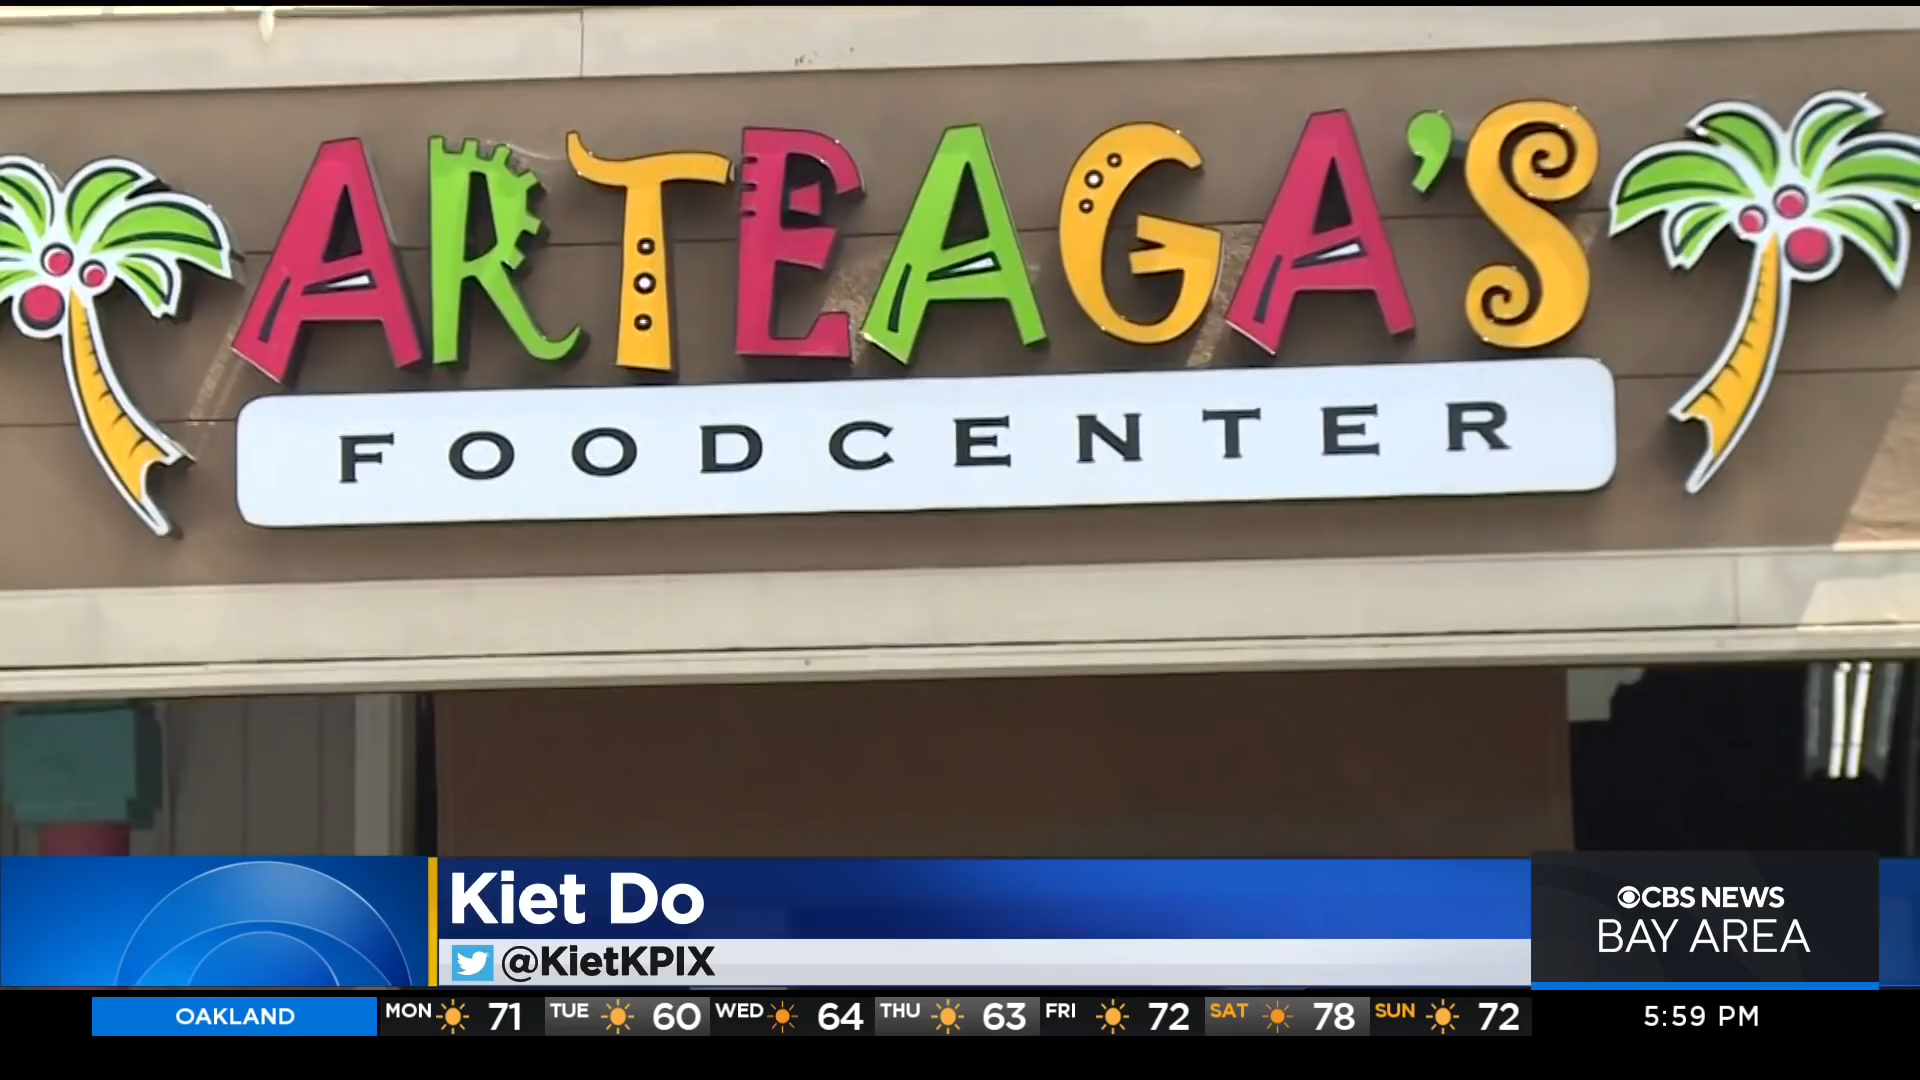 ARTEAGA'S
FOODCENTER
Kiet Do
@KietKPIX
CBS NEWS
BAY AREA
OAKLAND MON 71 TUE 60 WED 64 THU 63 FRI 72 SAT 78 SUN 72 5:59 PM